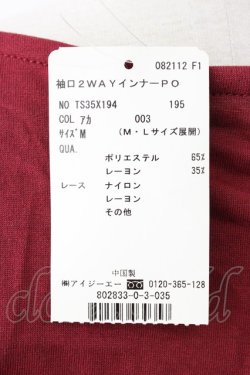 082112 F1
袖口2WAYインナーPO
NO TS35X194 195
COL アカ 003
サイズ M (M・Lサイズ展開)
QUA.
ポリエステル 65%
レーヨン 35%
レース ナイロン
レーヨン
その他
中国製
㈱アイジーエー 0120-365-128
802833-0-3-035